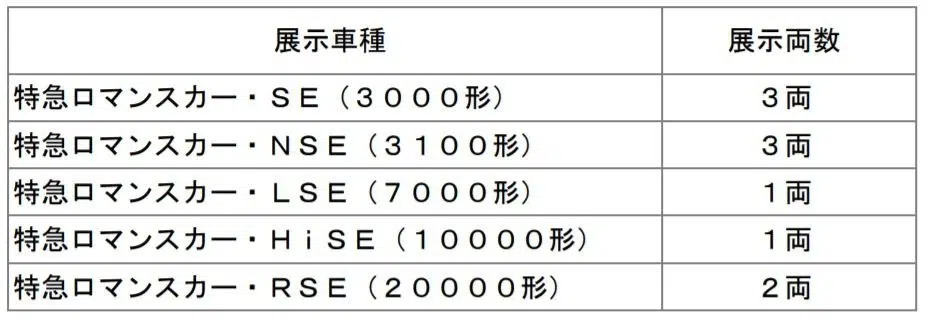 展示車種 展示両数
特急ロマンスカー・ＳＥ（３０００形） ３両
特急ロマンスカー・ＮＳＥ（３１００形） ３両
特急ロマンスカー・ＬＳＥ（７０００形） １両
特急ロマンスカー・ＨｉＳＥ（１００００形） １両
特急ロマンスカー・ＲＳＥ（２００００形） ２両